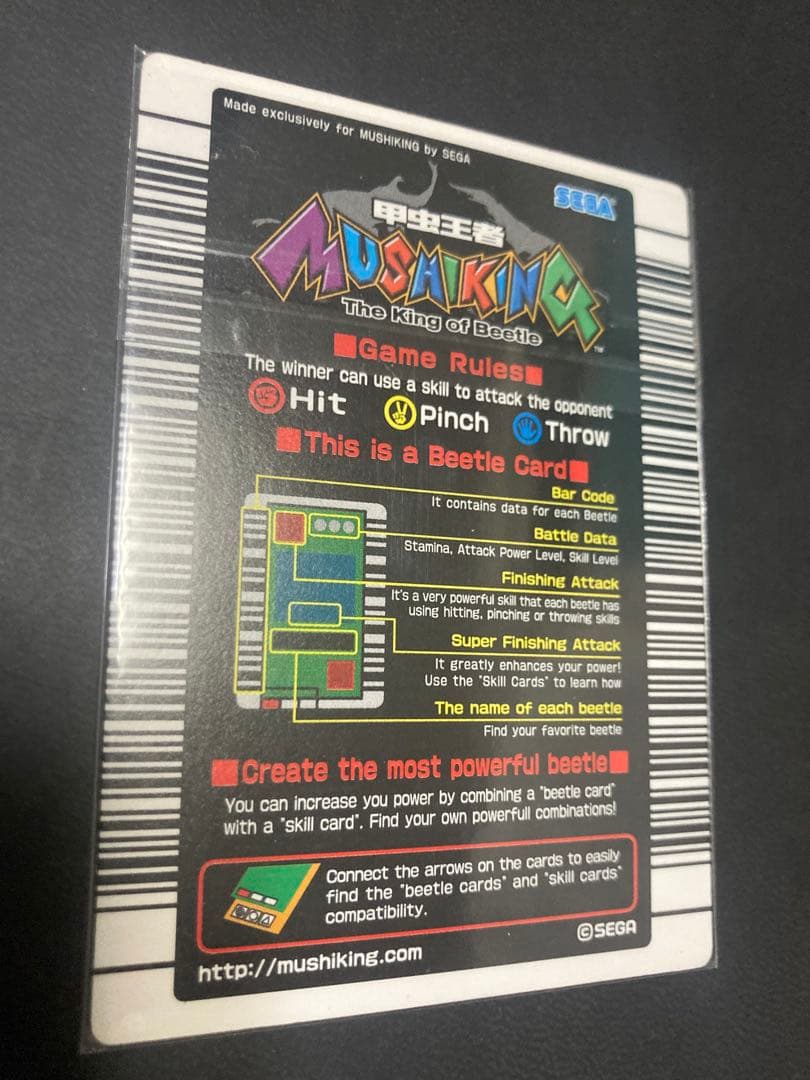 Made exclusively for MUSHIKING by SEGA
SEGA
甲虫王者
MUSHIKING
The King of Beetle
TM
■Game Rules■
The winner can use a skill to attack the opponent
Hit
Pinch
Throw
■This is a Beetle Card■
Bar Code
It contains data for each Beetle
Battle Data
Stamina, Attack Power Level, Skill Level
Finishing Attack
It's a very powerful skill that each beetle has
using hitting, pinching or throwing skills
Super Finishing Attack
It greatly enhances your power!
Use the "Skill Cards" to learn how
The name of each beetle
Find your favorite beetle
■Create the most powerful beetle■
You can increase you power by combining a "beetle card"
with a "skill card". Find your own powerfull combinations!
Connect the arrows on the cards to easily
find the "beetle cards" and "skill cards"
compatibility.
©SEGA
http://mushiking.com